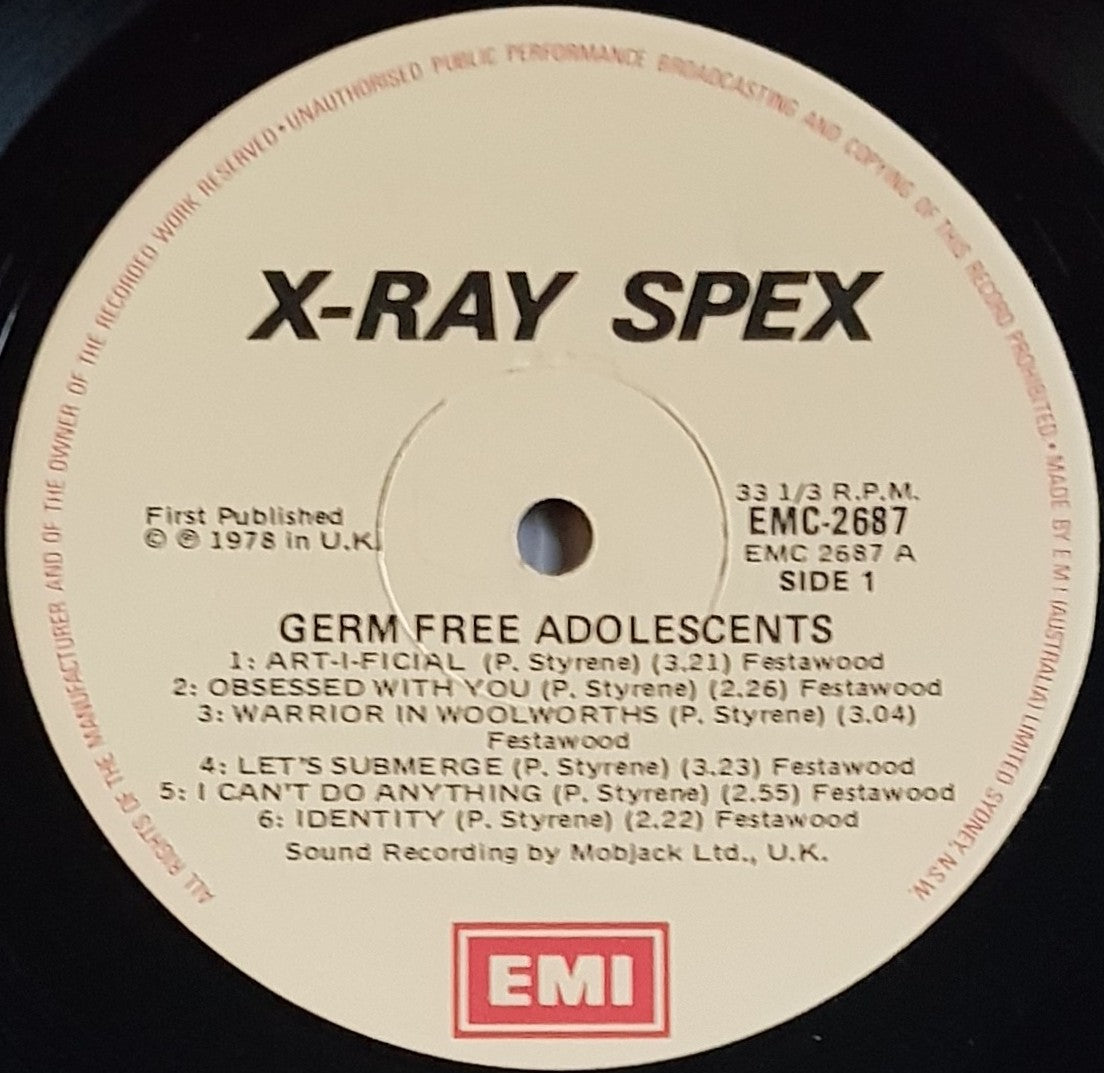 ALL RIGHTS OF THE MANUFACTURER AND OF THE OWNER OF THE RECORDED WORK RESERVED • UNAUTHORISED PUBLIC PERFORMANCE BROADCASTING AND COPYING OF THIS RECORD PROHIBITED • MADE BY E M I (AUSTRALIA) LIMITED SYDNEY, N.S.W.
X-RAY SPEX
First Published
© ℗ 1978 in U.K.
33 1/3 R.P.M.
EMC-2687
EMC 2687 A
SIDE 1
GERM FREE ADOLESCENTS
1: ART-I-FICIAL (P. Styrene) (3.21) Festawood
2: OBSESSED WITH YOU (P. Styrene) (2.26) Festawood
3: WARRIOR IN WOOLWORTHS (P. Styrene) (3.04)
Festawood
4: LET'S SUBMERGE (P. Styrene) (3.23) Festawood
5: I CAN'T DO ANYTHING (P. Styrene) (2.55) Festawood
6: IDENTITY (P. Styrene) (2.22) Festawood
Sound Recording by Mobjack Ltd., U.K.
EMI